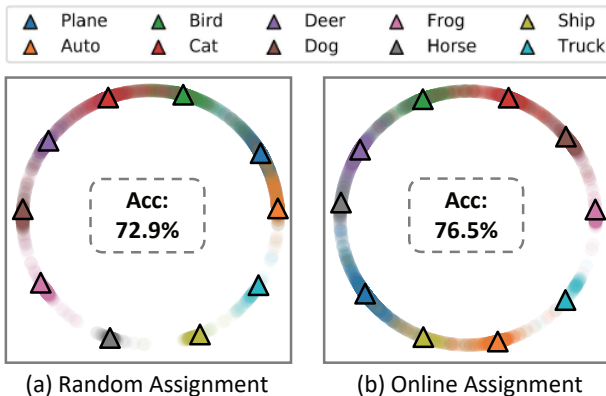 Plane Bird Deer Frog Ship
Auto Cat Dog Horse Truck
Acc:
72.9%
Acc:
76.5%
(a) Random Assignment
(b) Online Assignment